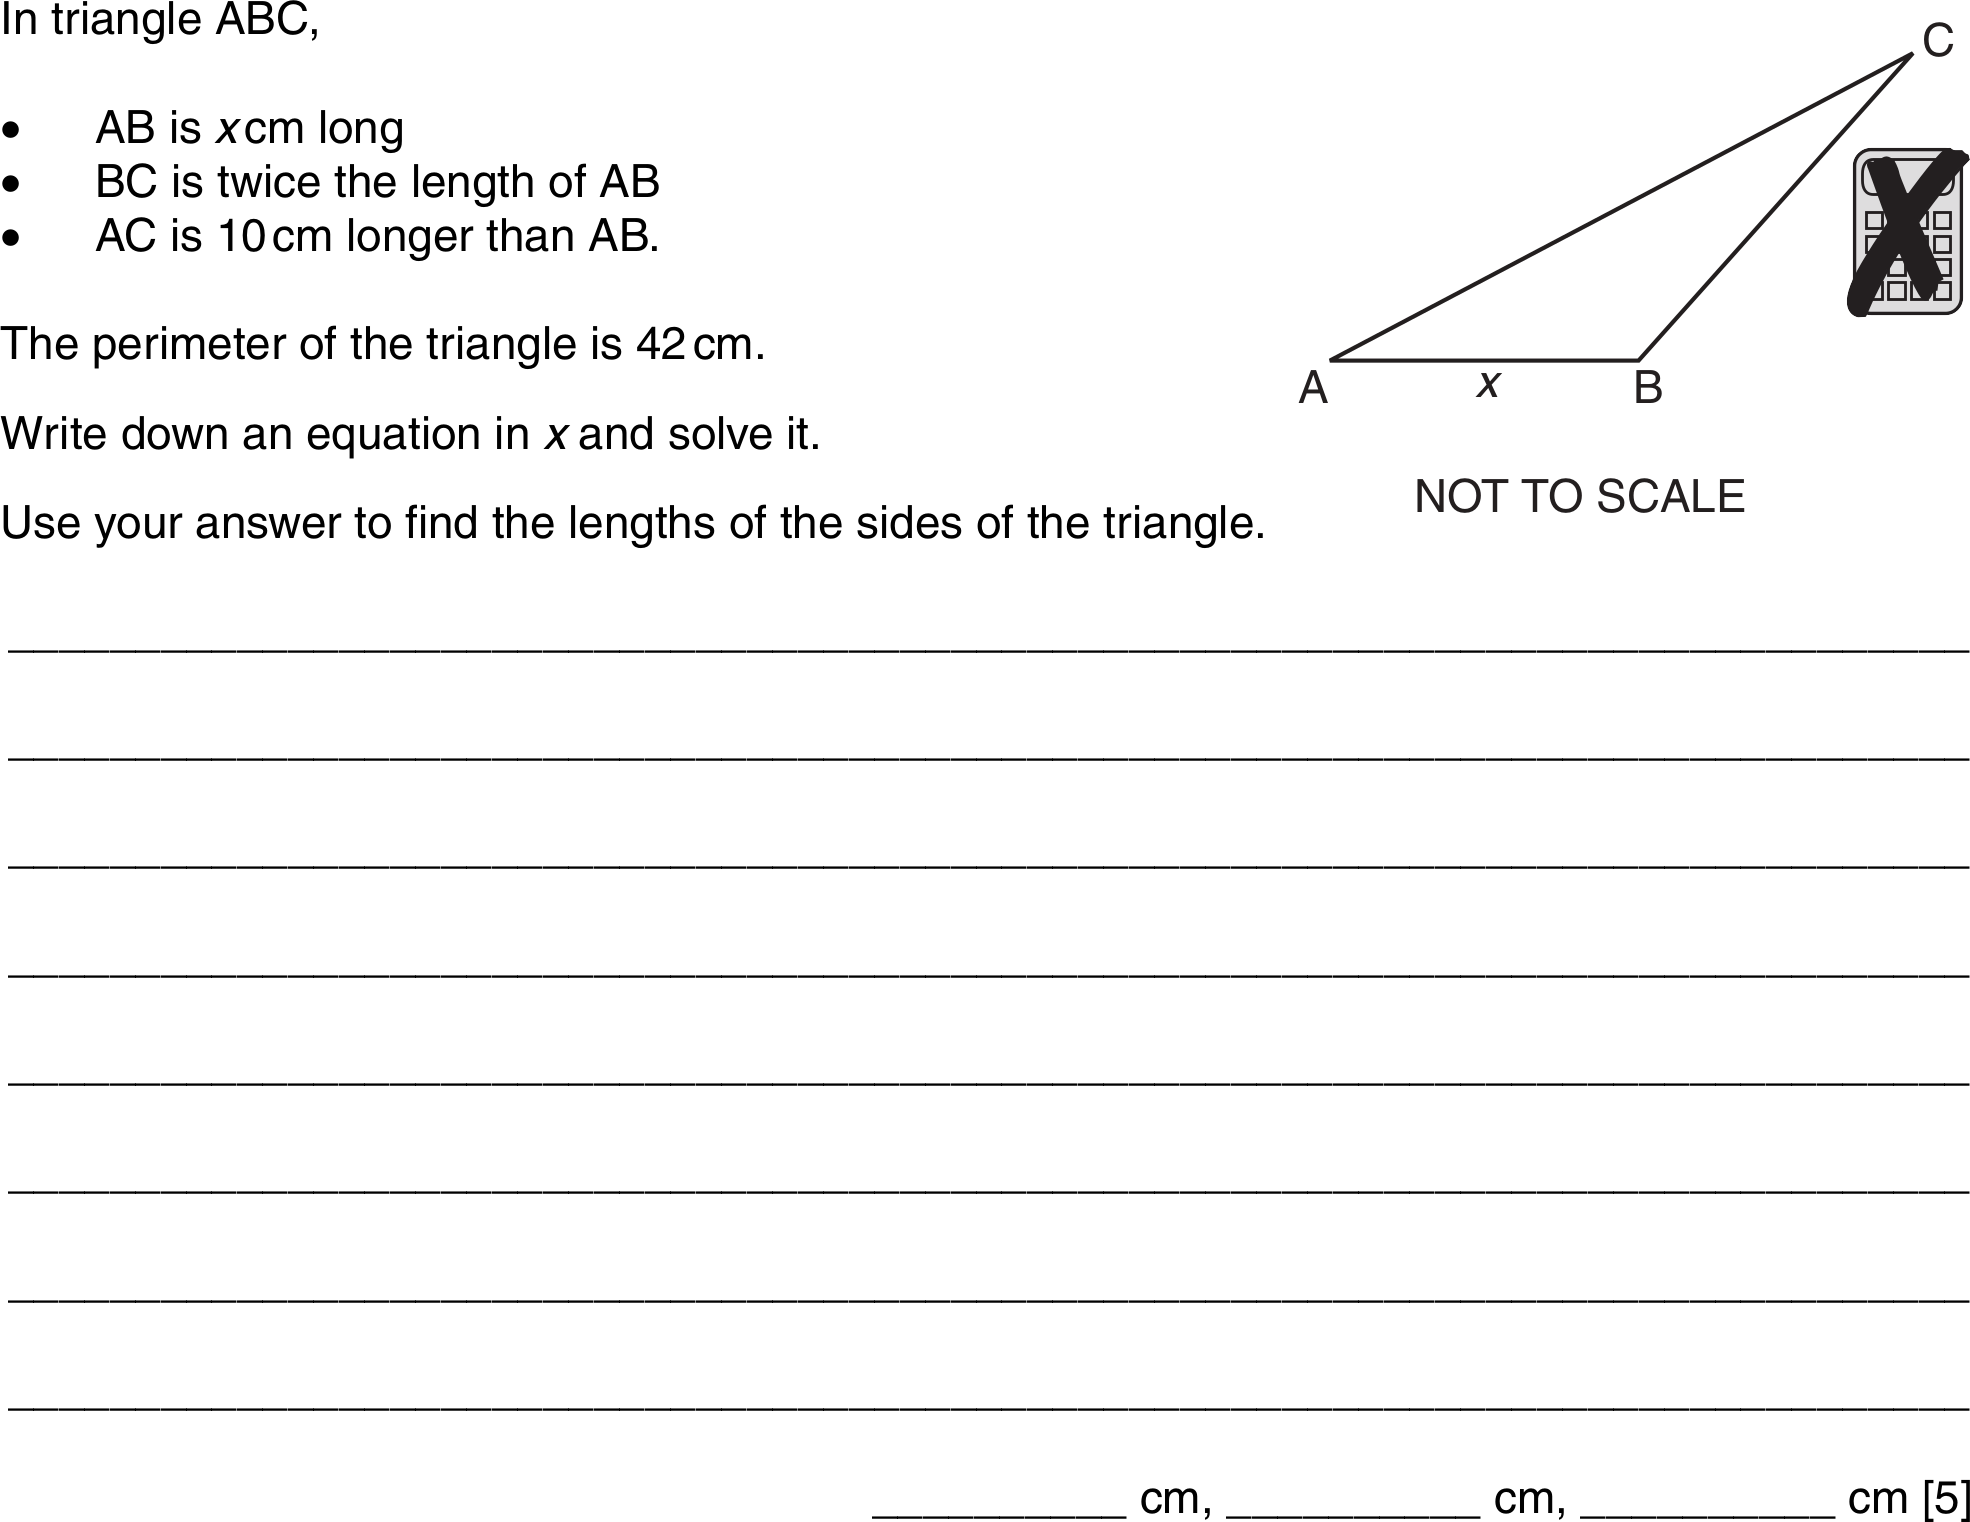 In triangle ABC,
• AB is x cm long
• BC is twice the length of AB
• AC is 10 cm longer than AB.
The perimeter of the triangle is 42 cm.
Write down an equation in x and solve it.
Use your answer to find the lengths of the sides of the triangle.
C
A x B
NOT TO SCALE
__________ cm, __________ cm, __________ cm [5]